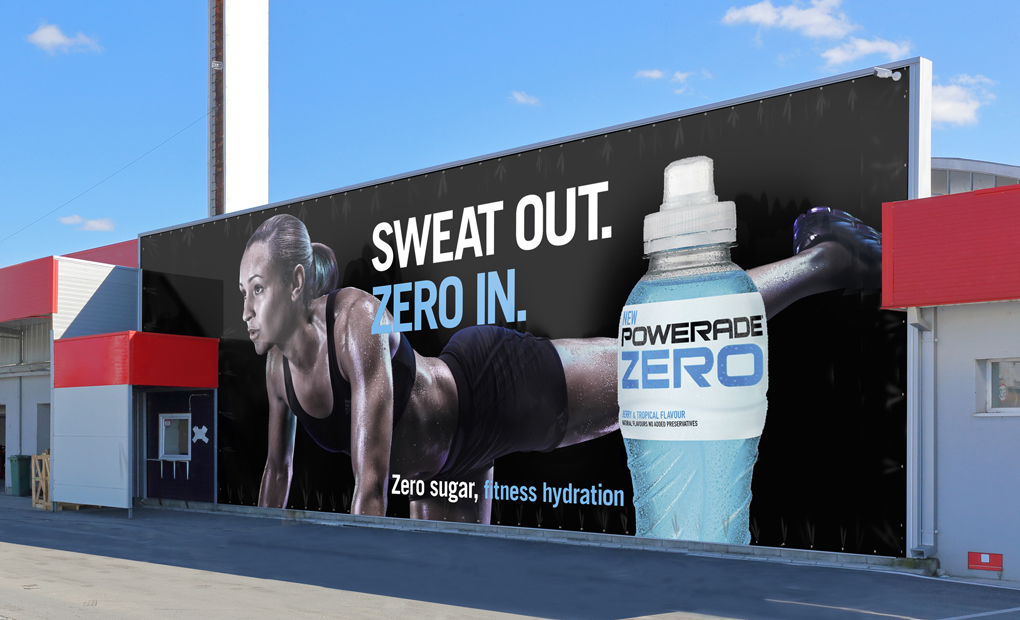 SWEAT OUT.
ZERO IN.
NEW
POWERADE
ZERO
BERRY & TROPICAL FLAVOUR
NATURAL FLAVOURS NO ADDED PRESERVATIVES
Zero sugar, fitness hydration